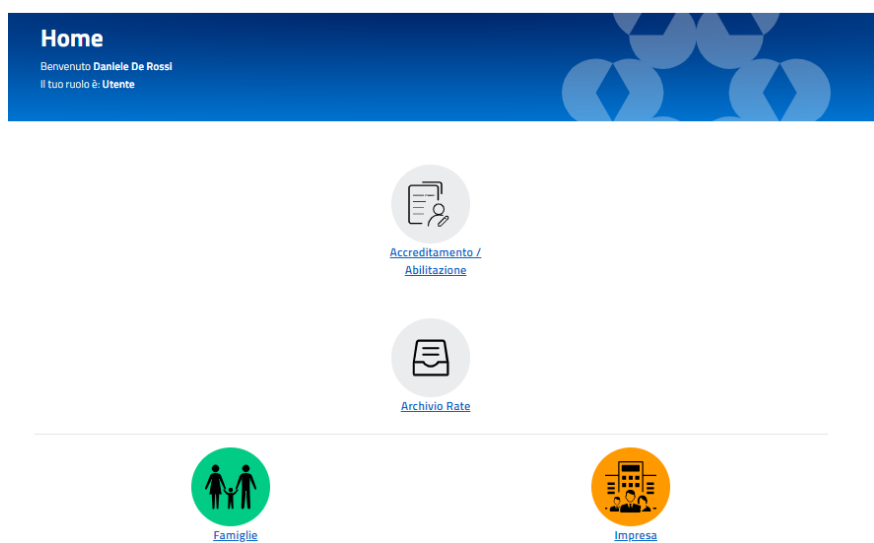 Home
Benvenuto Daniele De Rossi
Il tuo ruolo è: Utente
Accreditamento /
Abilitazione
Archivio Rate
Famiglie
Impresa